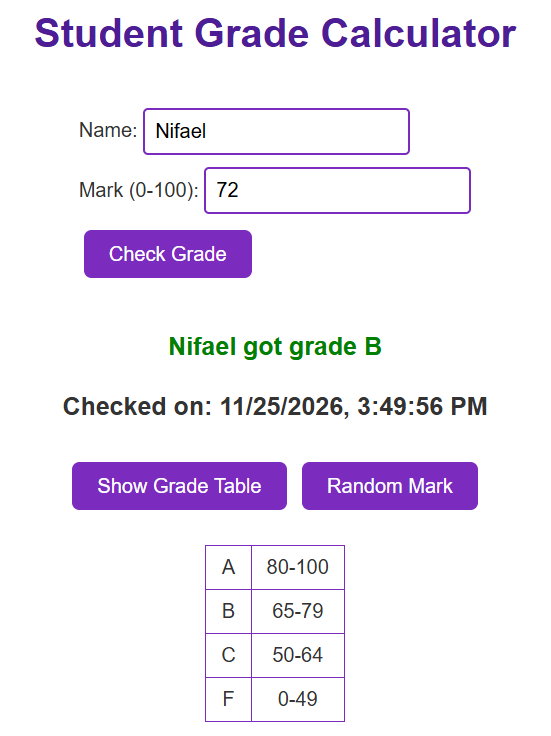 Student Grade Calculator
Name: Nifael
Mark (0-100): 72
Check Grade
Nifael got grade B
Checked on: 11/25/2026, 3:49:56 PM
Show Grade Table Random Mark
A 80-100
B 65-79
C 50-64
F 0-49